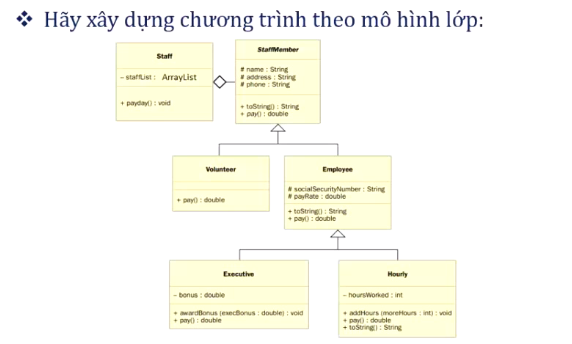 ❖ Hãy xây dựng chương trình theo mô hình lớp:
Staff
- staffList : ArrayList
+ payday() : void
StaffMember
# name : String
# address : String
# phone : String
+ toString() : String
+ pay() : double
Volunteer
+ pay() : double
Employee
# socialSecurityNumber : String
# payRate : double
+ toString() : String
+ pay() : double
Executive
- bonus : double
+ awardBonus (execBonus : double) : void
+ pay() : double
Hourly
- hoursWorked : int
+ addHours (moreHours : int) : void
+ pay() : double
+ toString() : String